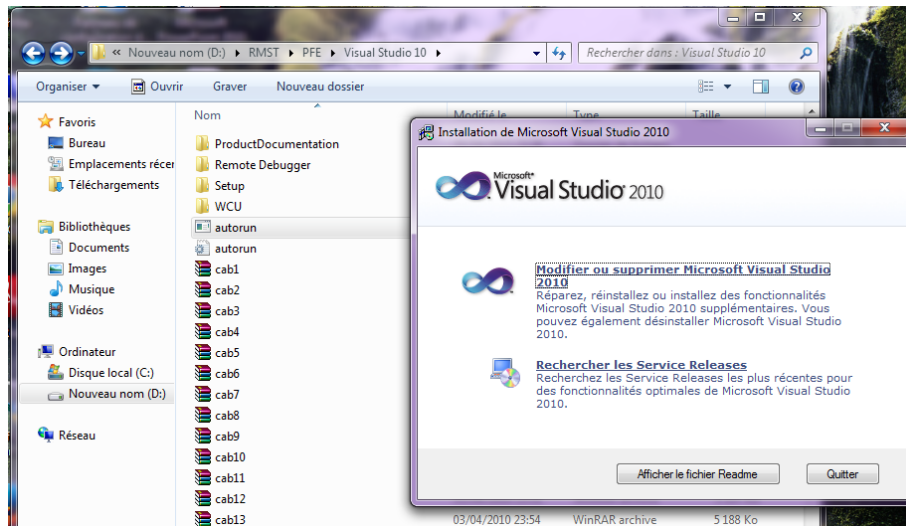 « Nouveau nom (D:) ▸ RMST ▸ PFE ▸ Visual Studio 10 ▸
Rechercher dans : Visual Studio 10
Organiser
Ouvrir
Graver
Nouveau dossier
Favoris
Bureau
Emplacements récer
Téléchargements
Bibliothèques
Documents
Images
Musique
Vidéos
Ordinateur
Disque local (C:)
Nouveau nom (D:)
Réseau
Nom
Modifié le
Type
Taille
ProductDocumentation
Remote Debugger
Setup
WCU
autorun
autorun
cab1
cab2
cab3
cab4
cab5
cab6
cab7
cab8
cab9
cab10
cab11
cab12
cab13
03/04/2010 23:54
WinRAR archive
5 188 Ko
Installation de Microsoft Visual Studio 2010
Microsoft®
Visual Studio® 2010
Modifier ou supprimer Microsoft Visual Studio
2010
Réparez, réinstallez ou installez des fonctionnalités
Microsoft Visual Studio 2010 supplémentaires. Vous
pouvez également désinstaller Microsoft Visual Studio
2010.
Rechercher les Service Releases
Recherchez les Service Releases les plus récentes pour
des fonctionnalités optimales de Microsoft Visual Studio
2010.
Afficher le fichier Readme
Quitter